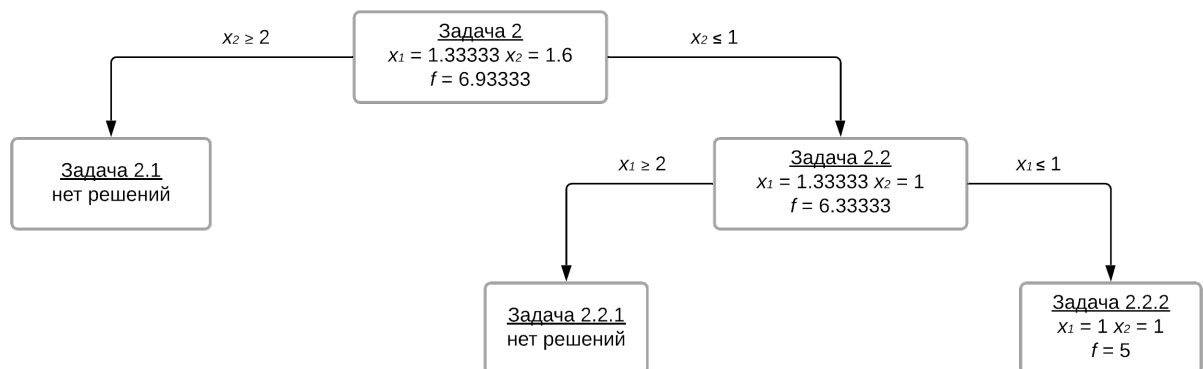 x₂ ≥ 2
Задача 2
x₁ = 1.33333 x₂ = 1.6
f = 6.93333
x₂ ≤ 1
Задача 2.1
нет решений
x₁ ≥ 2
Задача 2.2
x₁ = 1.33333 x₂ = 1
f = 6.33333
x₁ ≤ 1
Задача 2.2.1
нет решений
Задача 2.2.2
x₁ = 1 x₂ = 1
f = 5